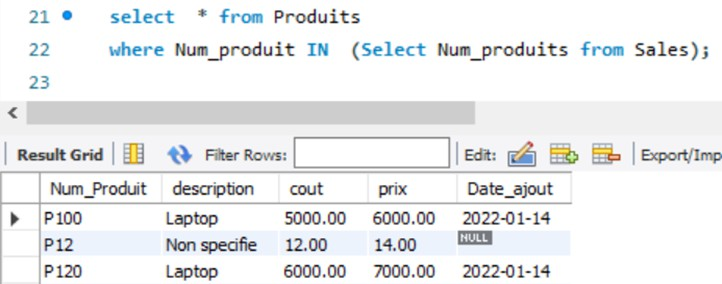 21 select * from Produits
22 where Num_produit IN (Select Num_produits from Sales);
23
Result Grid Filter Rows: Edit: Export/Imp
Num_Produit description cout prix Date_ajout
P100 Laptop 5000.00 6000.00 2022-01-14
P12 Non specifie 12.00 14.00 NULL
P120 Laptop 6000.00 7000.00 2022-01-14